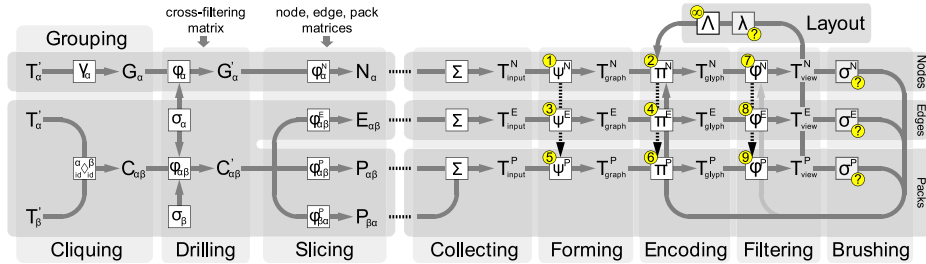 cross-filtering
matrix
node, edge, pack
matrices
∞ Λ λ ? Layout
Grouping
T'α γα Gα φα G'α φᴺα Nα Σ Tᴺinput 1 ψᴺ Tᴺgraph 2 πᴺ Tᴺglyph 7 φᴺ Tᴺview σᴺ ? Nodes
T'α σα φᴱαβ Eαβ Σ Tᴱinput 3 ψᴱ Tᴱgraph 4 πᴱ Tᴱglyph 8 φᴱ Tᴱview σᴱ ? Edges
α id ◊ β id Cαβ φαβ C'αβ φᴾαβ Pαβ Σ Tᴾinput 5 ψᴾ Tᴾgraph 6 πᴾ Tᴾglyph 9 φᴾ Tᴾview σᴾ ? Packs
T'β σβ φᴾβα Pβα
Cliquing Drilling Slicing Collecting Forming Encoding Filtering Brushing